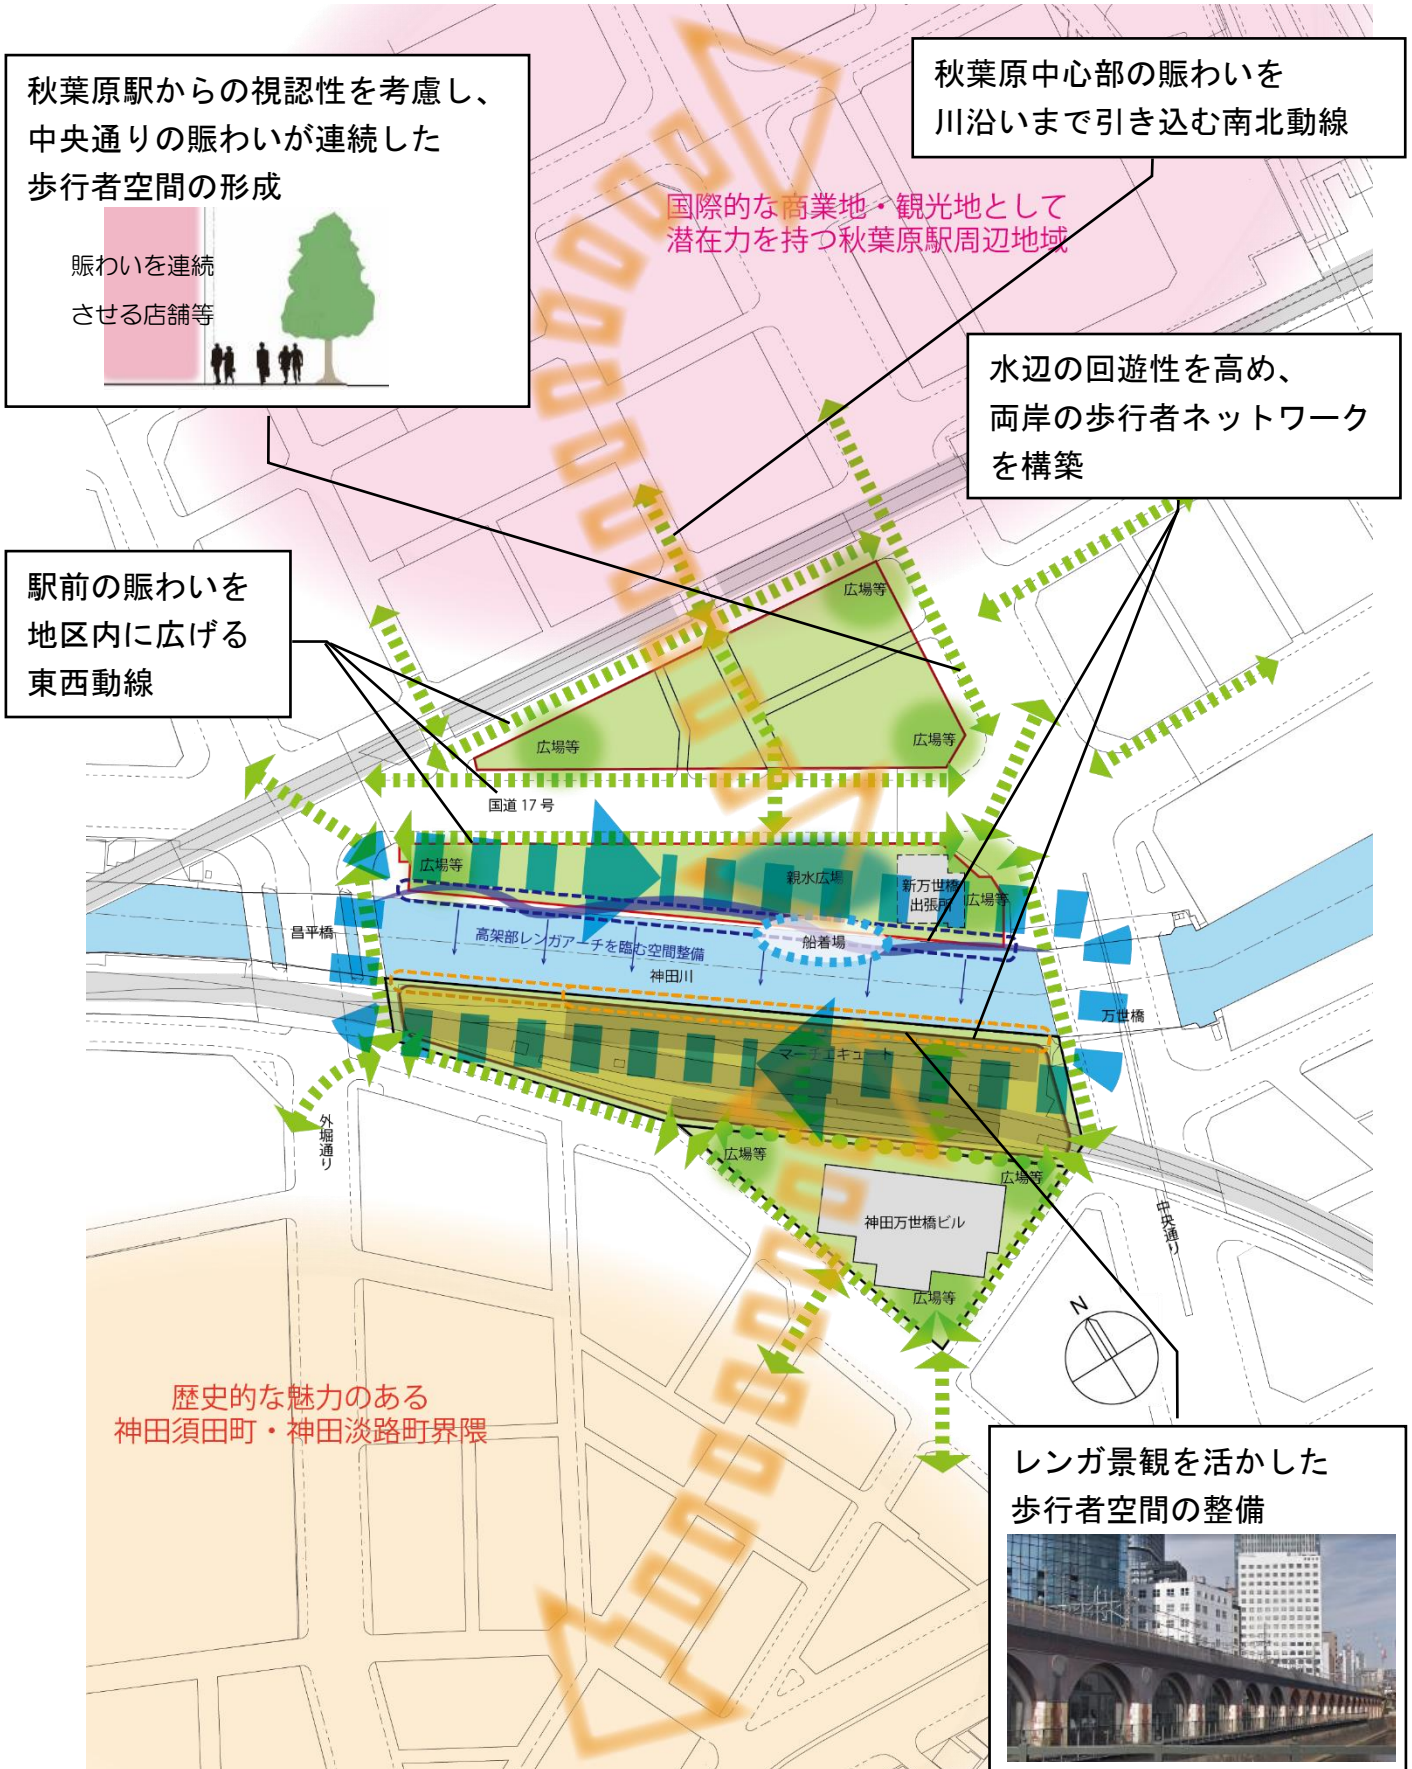 秋葉原駅からの視認性を考慮し、
中央通りの賑わいが連続した
歩行者空間の形成
賑わいを連続
させる店舗等
秋葉原中心部の賑わいを
川沿いまで引き込む南北動線
国際的な商業地・観光地として
潜在力を持つ秋葉原駅周辺地域
水辺の回遊性を高め、
両岸の歩行者ネットワーク
を構築
駅前の賑わいを
地区内に広げる
東西動線
広場等
広場等
広場等
国道 17 号
広場等
親水広場
新万世橋
出張所
広場等
昌平橋
高架部レンガアーチを臨む空間整備
船着場
神田川
万世橋
マーチエキュート
外堀通り
広場等
広場等
神田万世橋ビル
中央通り
広場等
N
歴史的な魅力のある
神田須田町・神田淡路町界隈
レンガ景観を活かした
歩行者空間の整備